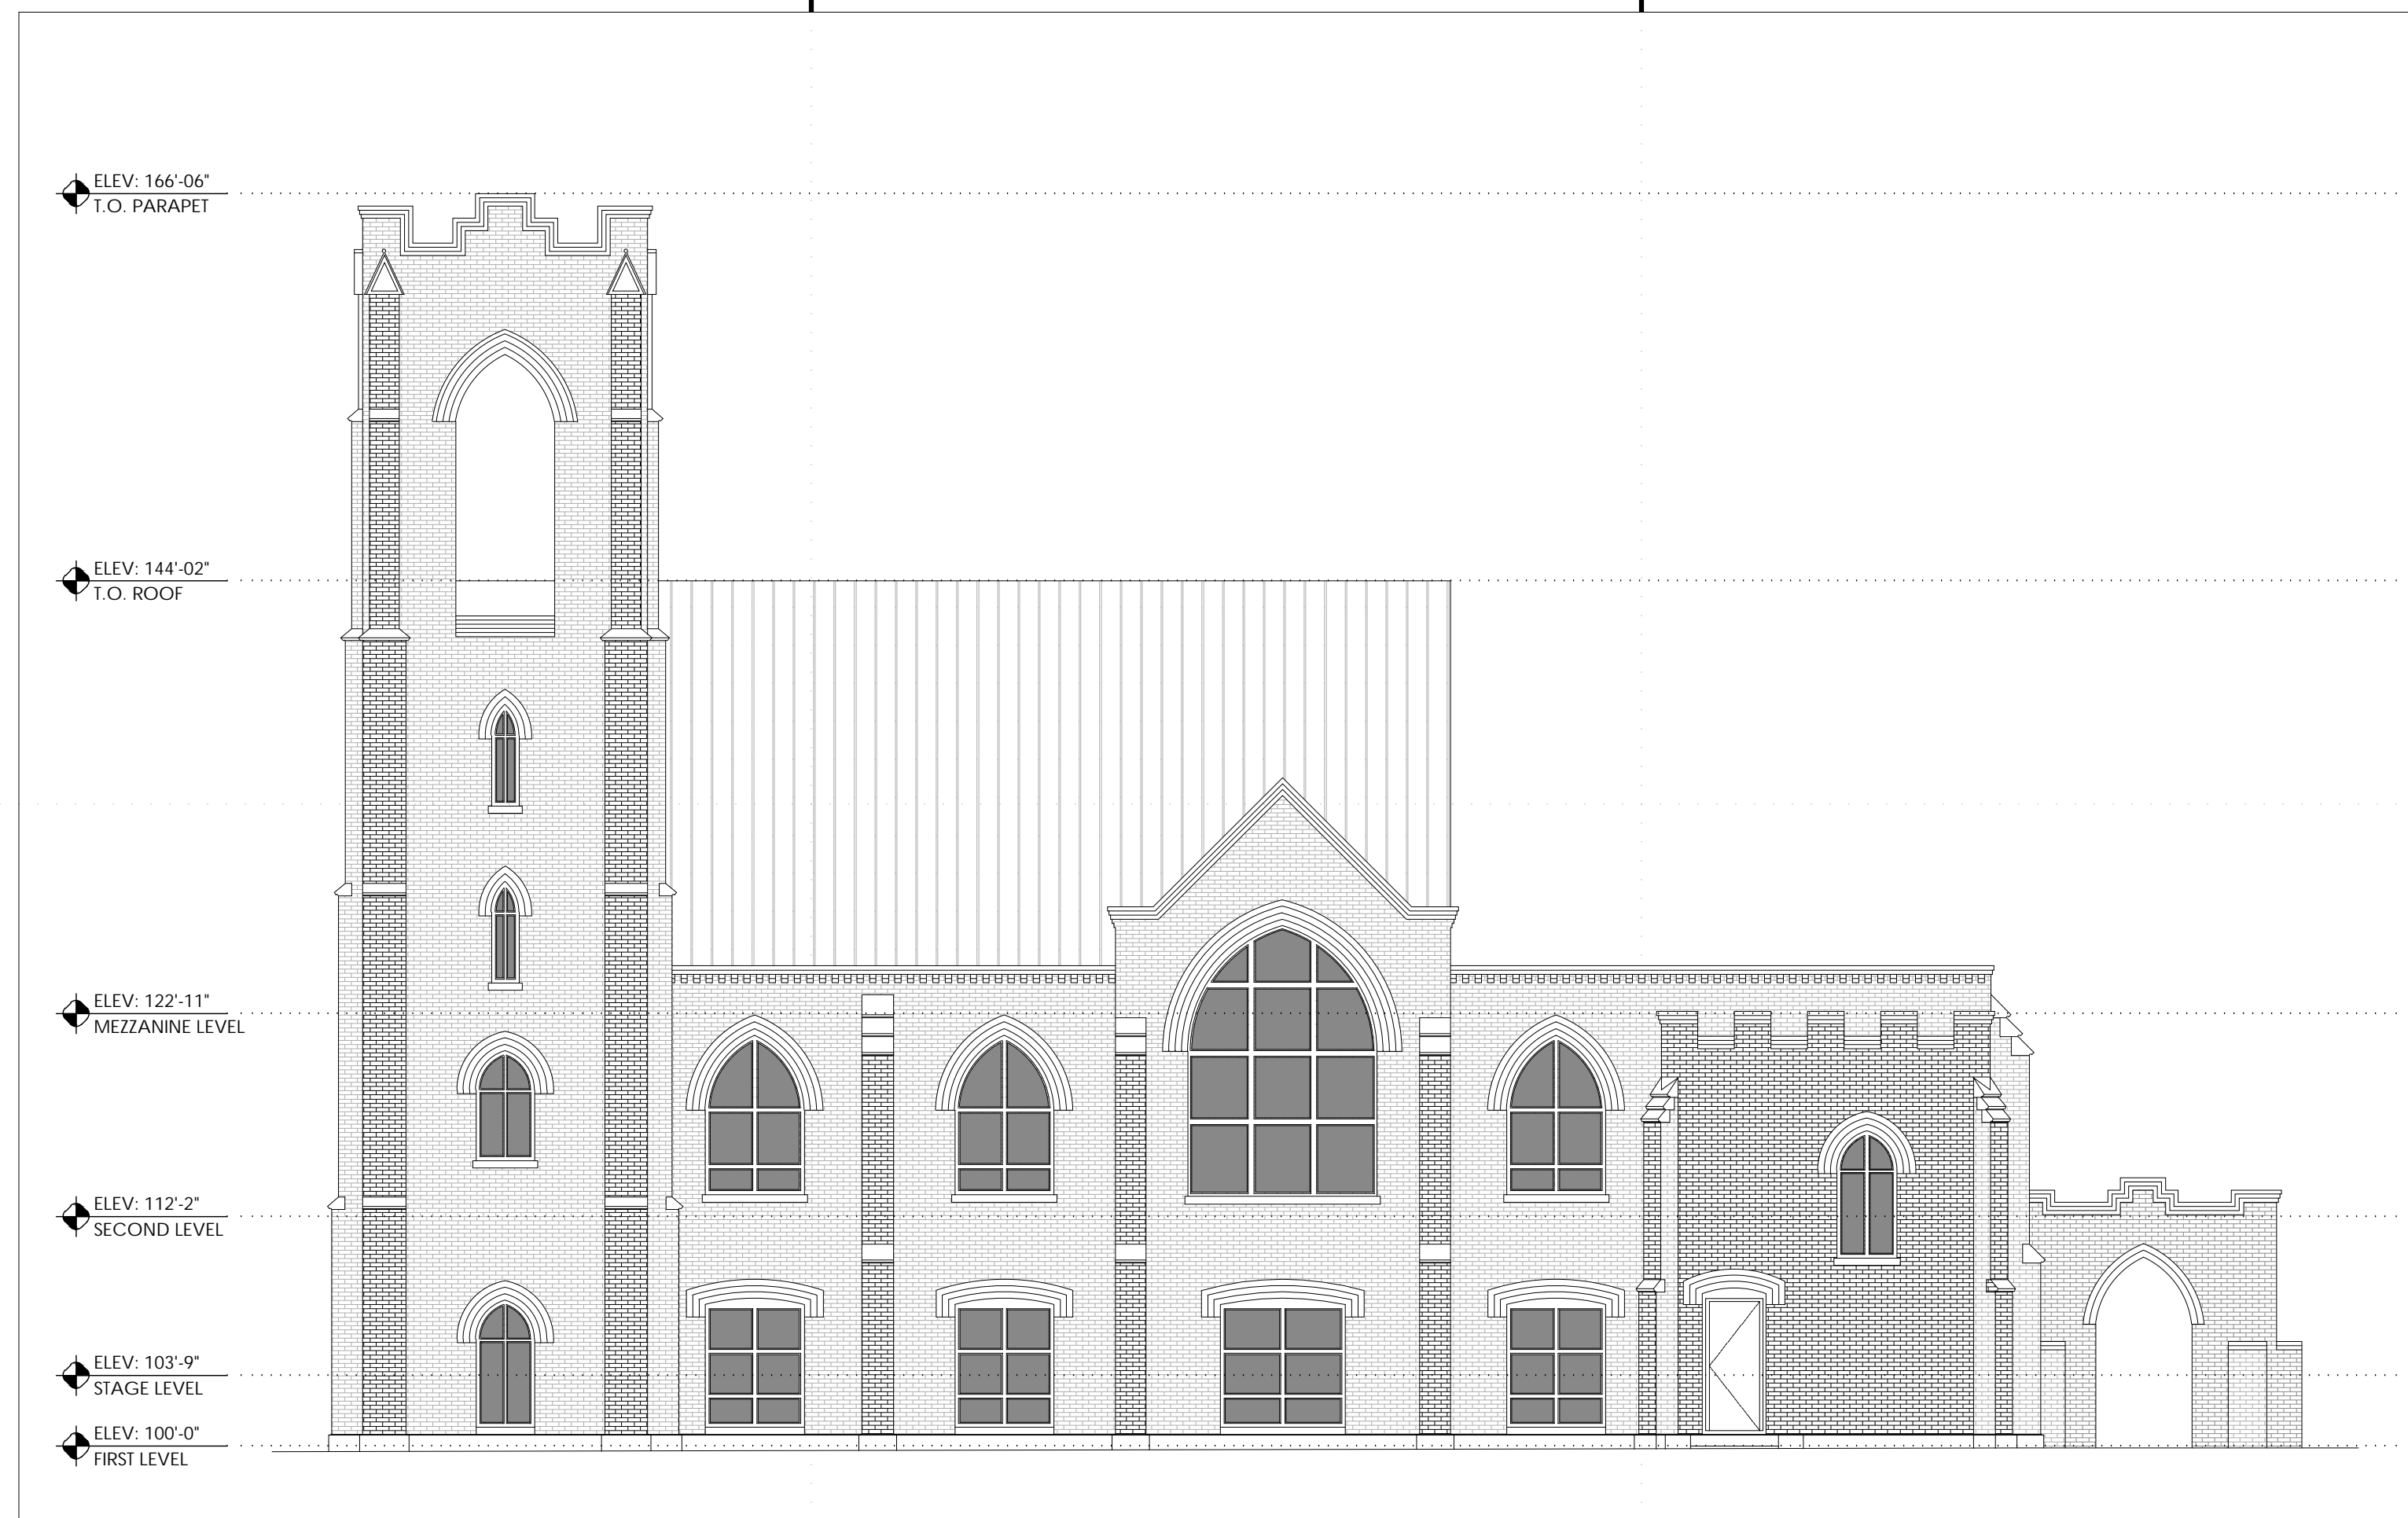 ELEV: 166'-06"
T.O. PARAPET
ELEV: 144'-02"
T.O. ROOF
ELEV: 122'-11"
MEZZANINE LEVEL
ELEV: 112'-2"
SECOND LEVEL
ELEV: 103'-9"
STAGE LEVEL
ELEV: 100'-0"
FIRST LEVEL